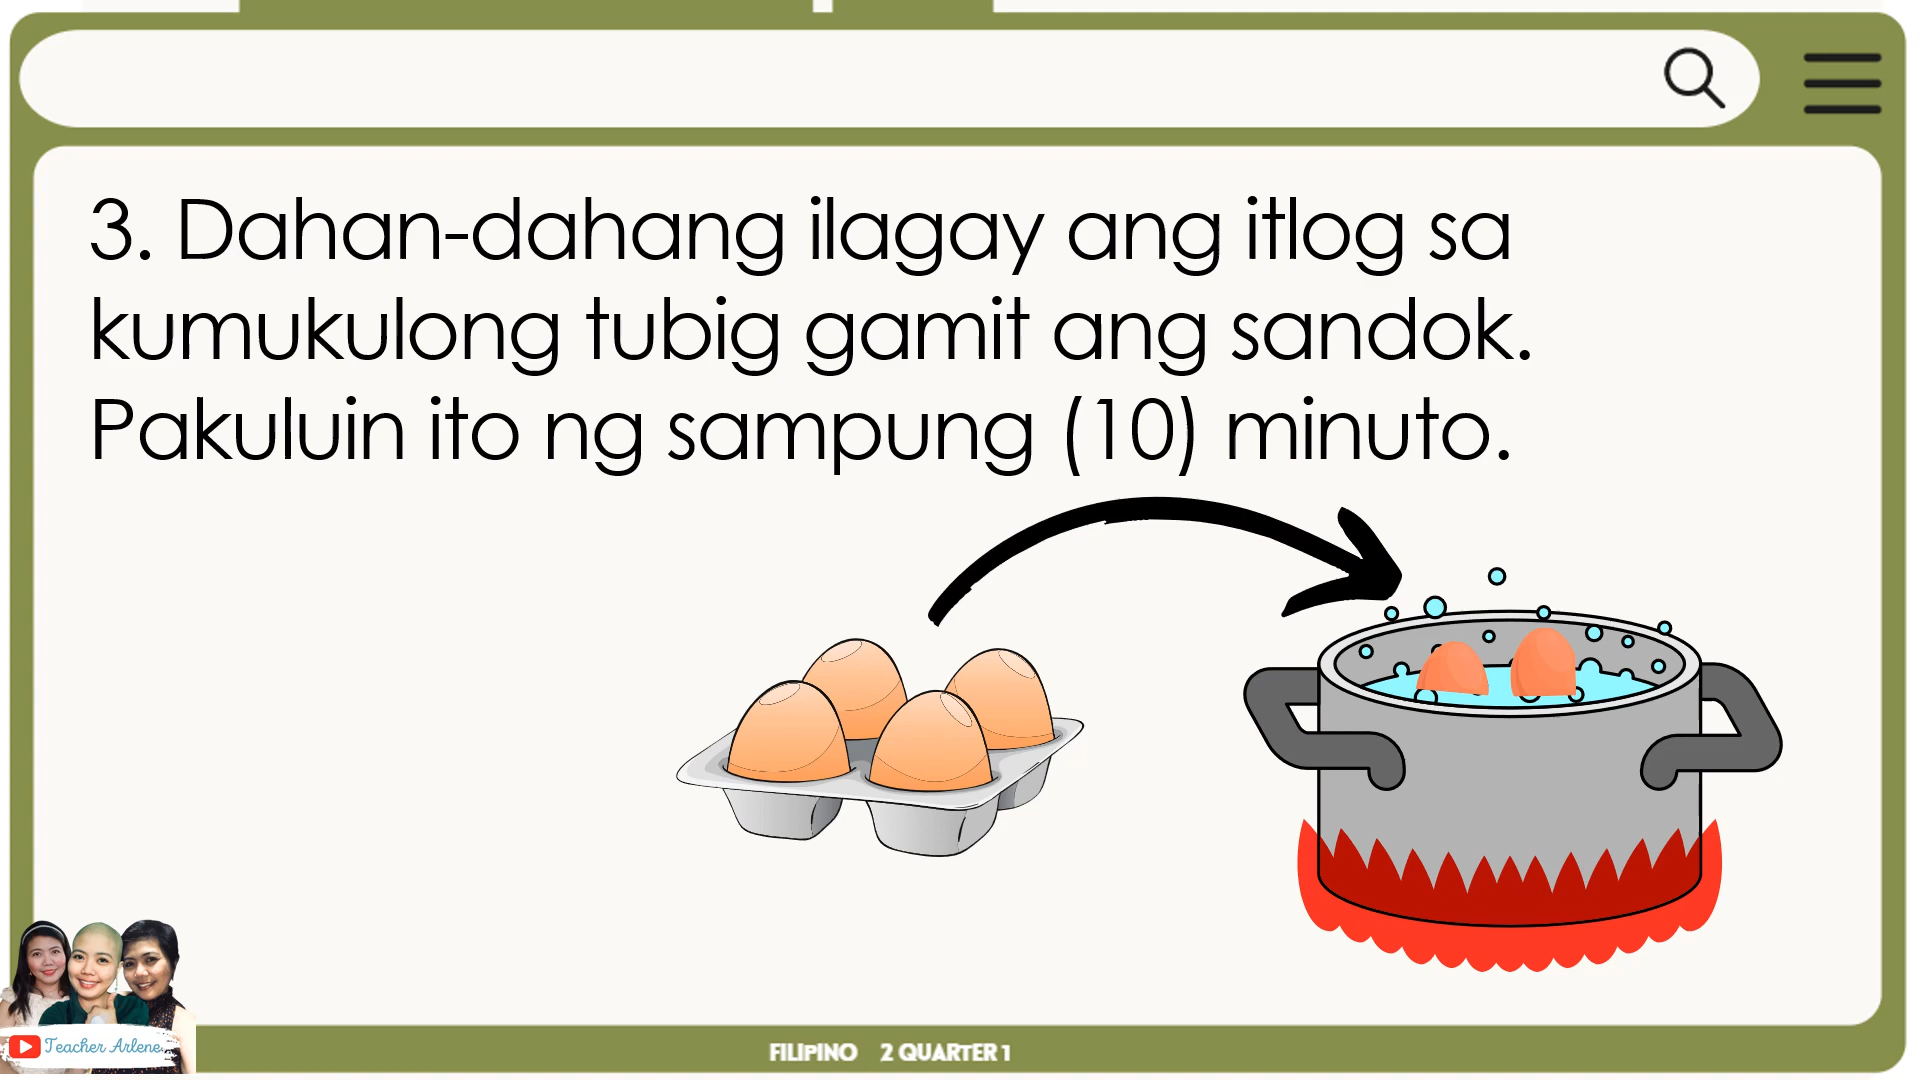 3. Dahan-dahang ilagay ang itlog sa
kumukulong tubig gamit ang sandok.
Pakuluin ito ng sampung (10) minuto.
Teacher Arlene
FILIPINO 2 QUARTER 1